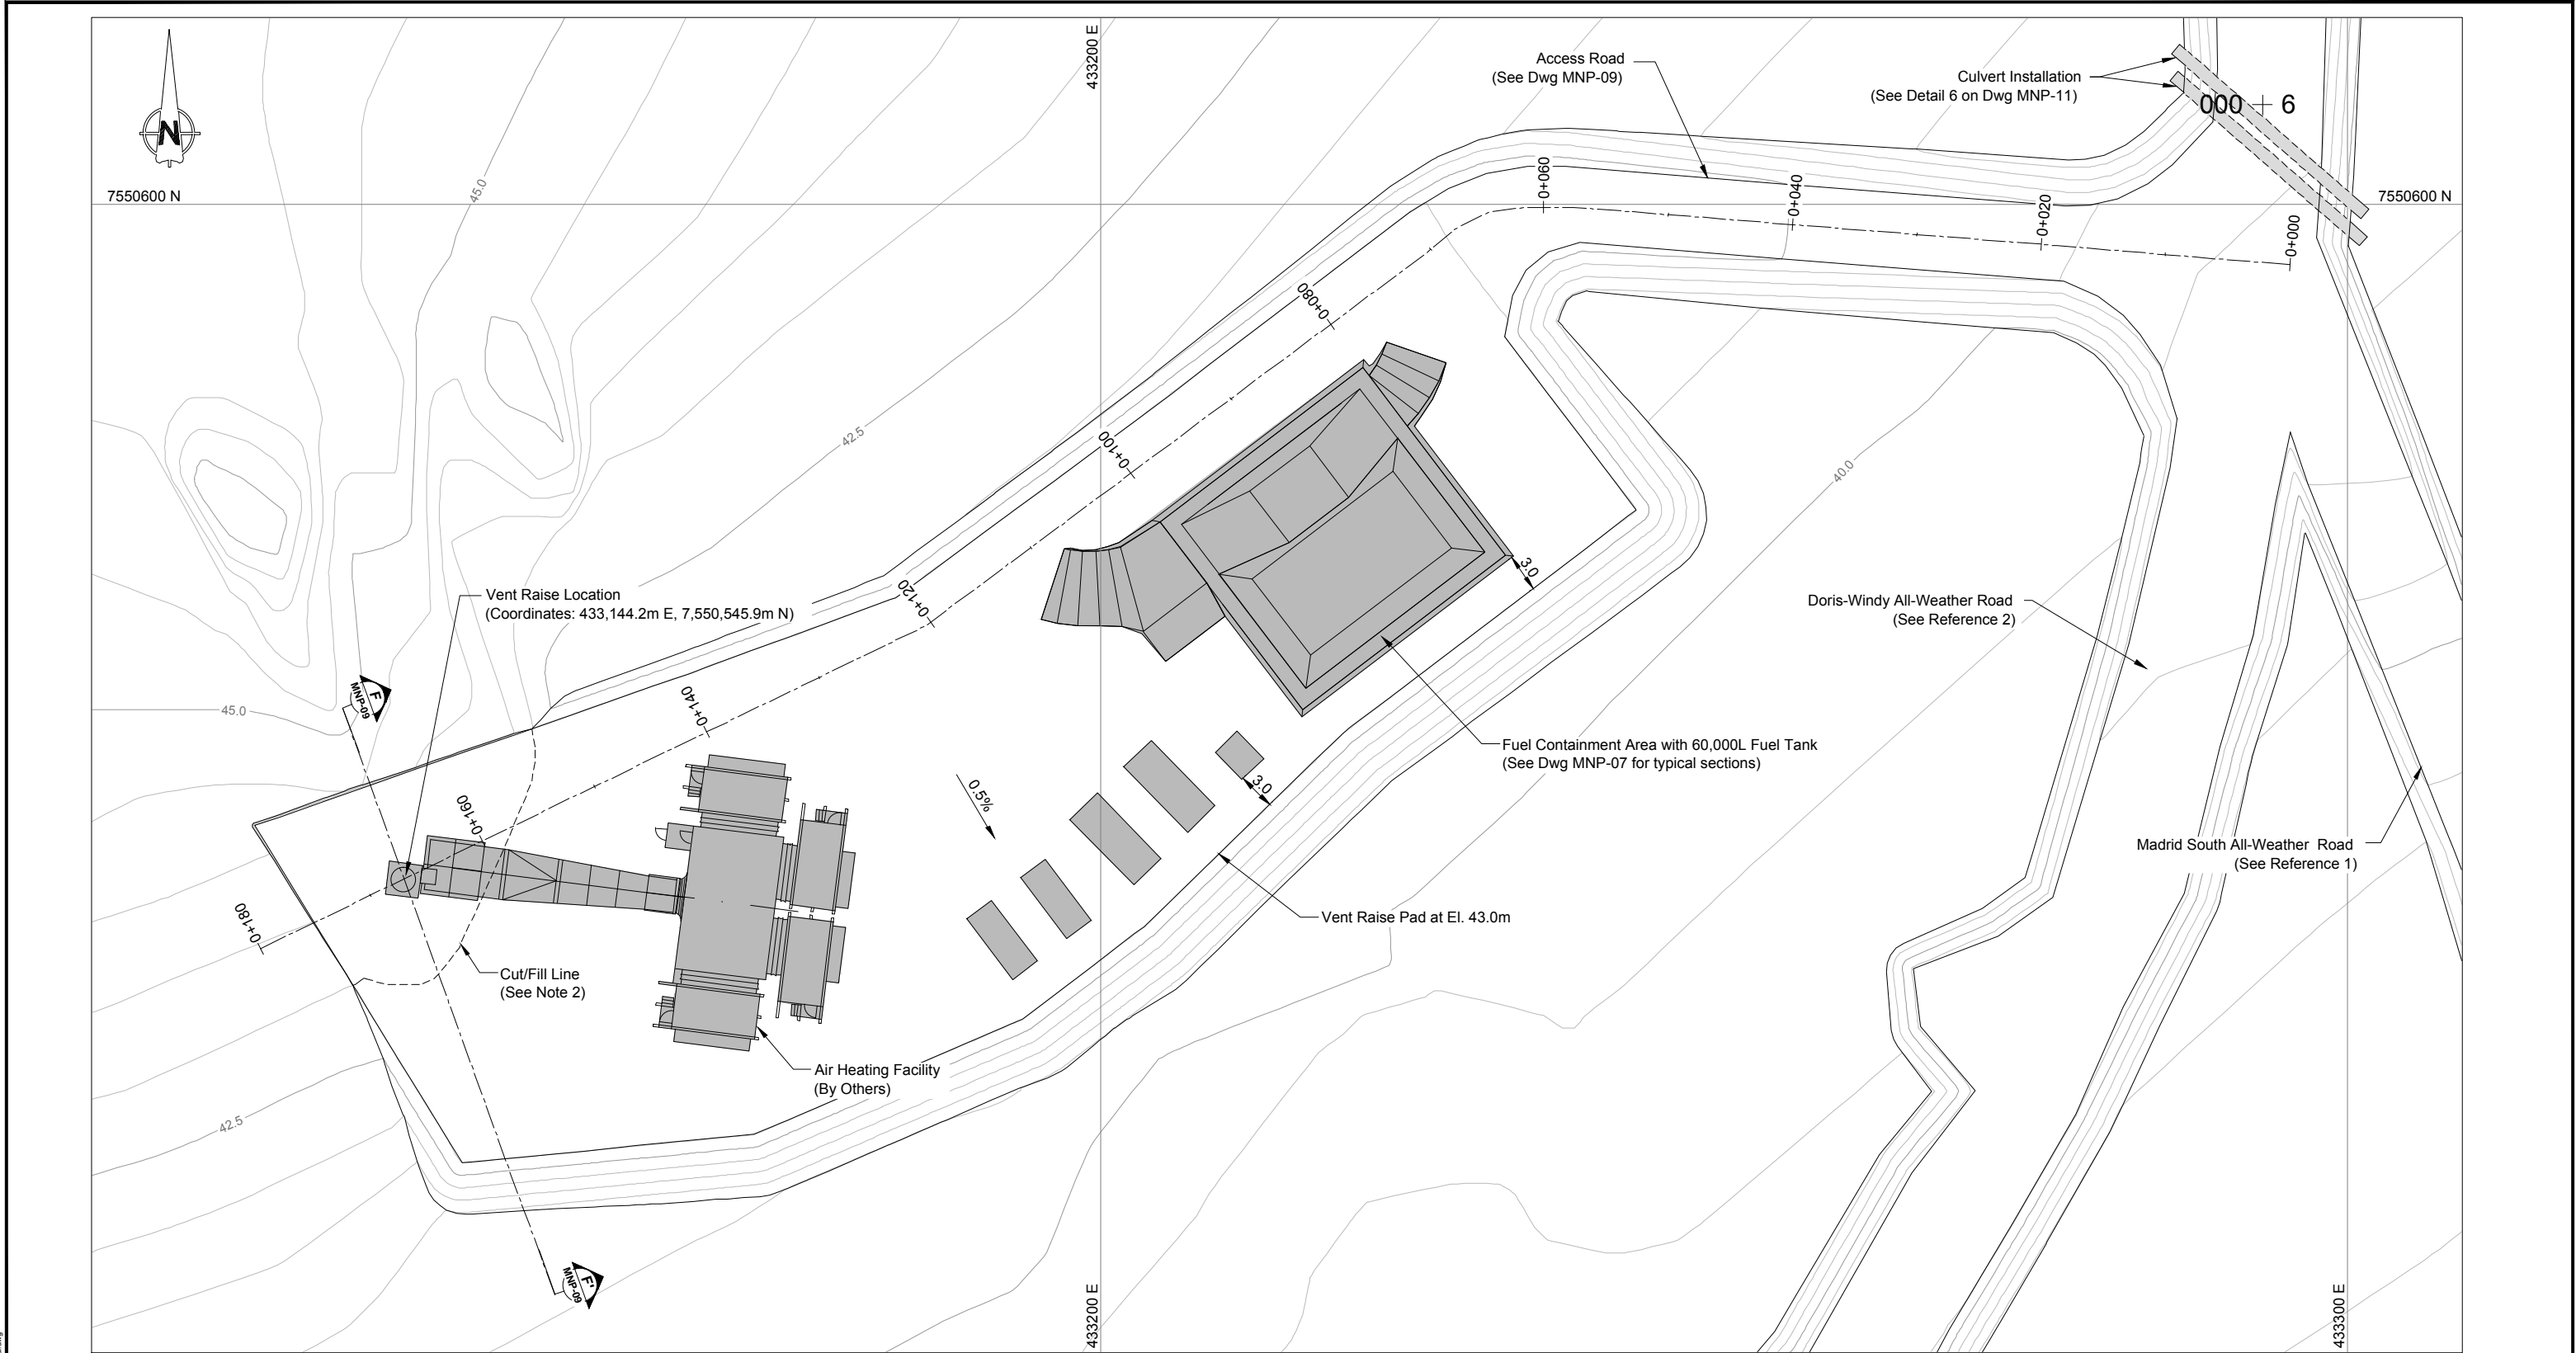 433200 E
Access Road
(See Dwg MNP-09)
Culvert Installation
(See Detail 6 on Dwg MNP-11)
000 + 6
N
7550600 N
45.0
7550600 N
0+060
0+040
0+020
0+000
0+080
42.5
0+100
40.0
0+120
3.0
Vent Raise Location
(Coordinates: 433,144.2m E, 7,550,545.9m N)
Doris-Windy All-Weather Road
(See Reference 2)
F
MNP-09
45.0
0+140
Fuel Containment Area with 60,000L Fuel Tank
(See Dwg MNP-07 for typical sections)
0.5%
3.0
0+160
Madrid South All-Weather Road
(See Reference 1)
0+180
Vent Raise Pad at El. 43.0m
Cut/Fill Line
(See Note 2)
Air Heating Facility
(By Others)
42.5
F'
MNP-09
433200 E
433300 E